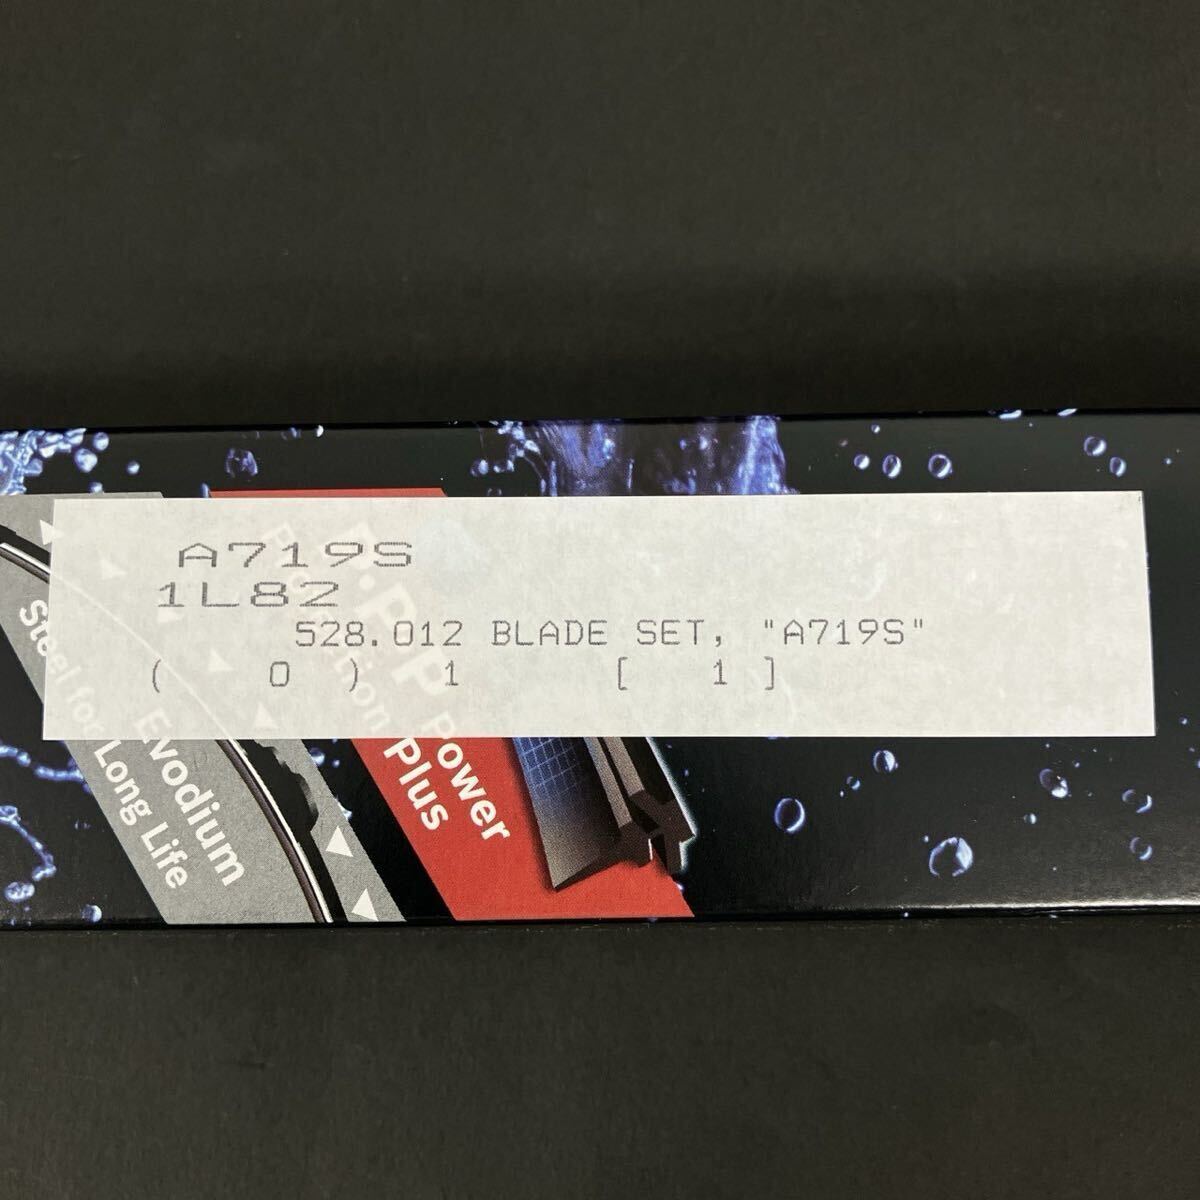 A719S
1L82
528.012 BLADE SET, "A719S"
( 0 ) 1 [ 1 ]
Evodium
Steel for Long Life
Power
Plus